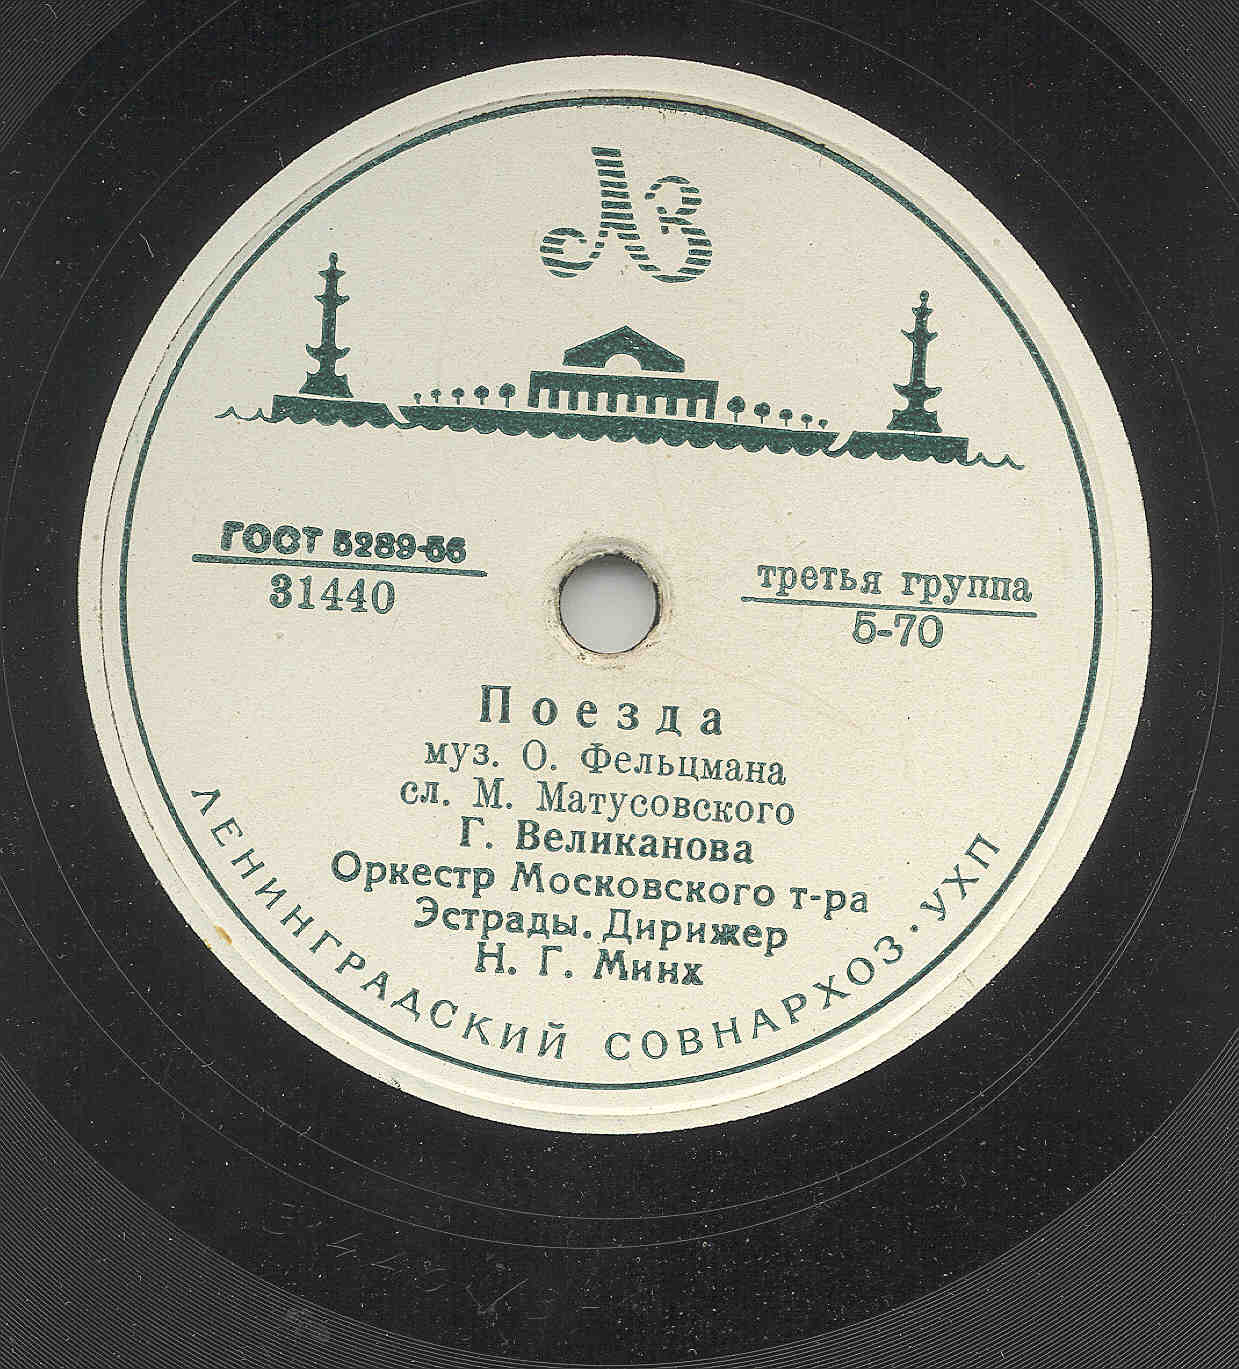 ЛЗ
ГОСТ 5289-56
31440
третья группа
Б-70
Поезда
муз. О. Фельцмана
сл. М. Матусовского
Г. Великанова
Оркестр Московского т-ра
Эстрады. Дирижер
Н. Г. Минх
ЛЕНИНГРАДСКИЙ СОВНАРХОЗ · УХП